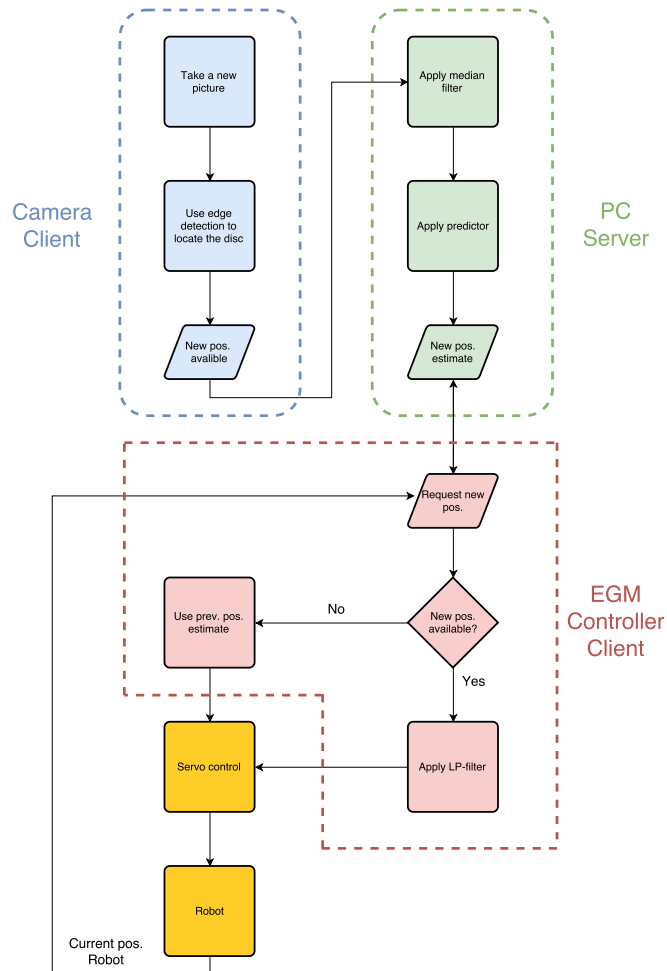 Take a new
picture
Apply median
filter
Camera
Client
Use edge
detection to
locate the disc
Apply predictor
PC
Server
New pos.
avalible
New pos.
estimate
Request new
pos.
Use prev. pos.
estimate
No
New pos.
available?
EGM
Controller
Client
Yes
Servo control
Apply LP-filter
Robot
Current pos.
Robot